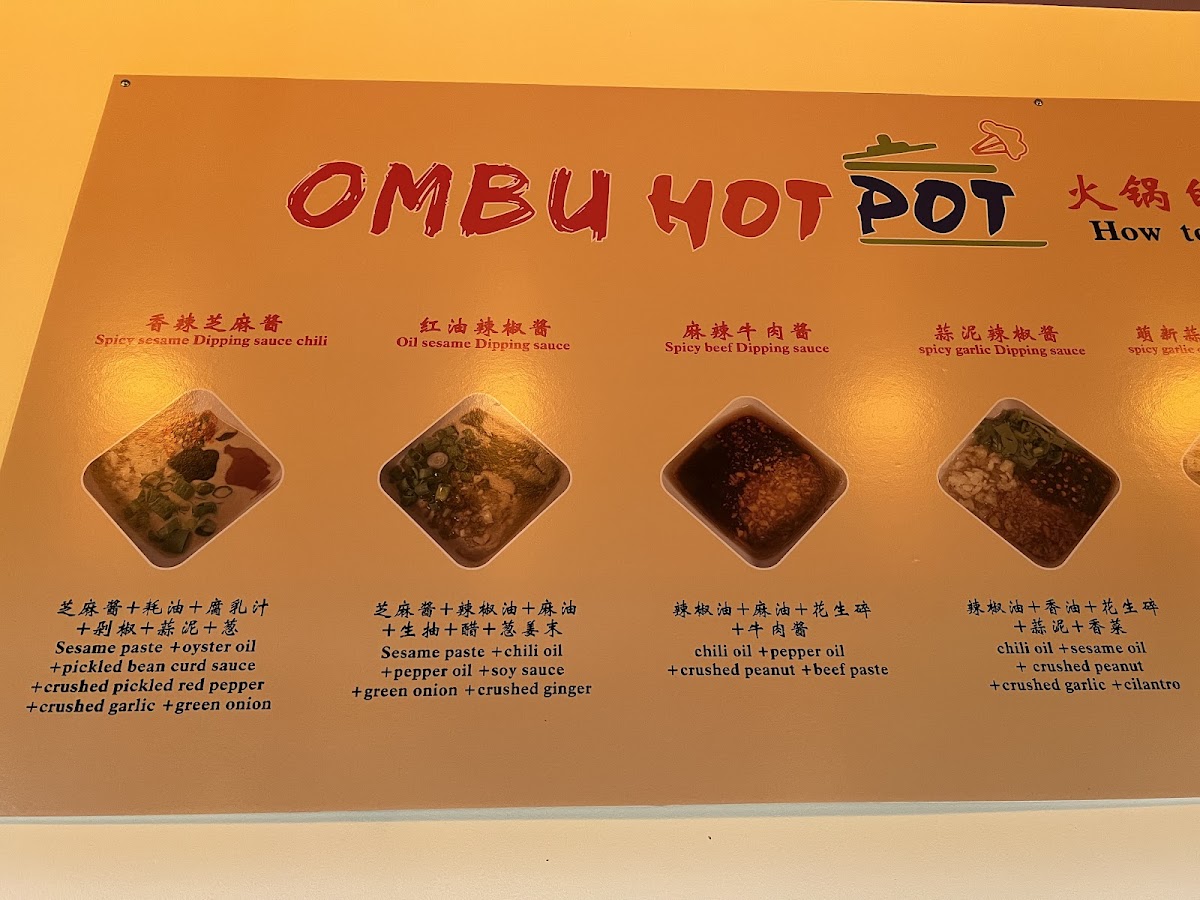 OMBU HOT POT
火锅
How to
香辣芝麻酱
Spicy sesame Dipping sauce chili
红油辣椒酱
Oil sesame Dipping sauce
麻辣牛肉酱
Spicy beef Dipping sauce
蒜泥辣椒酱
spicy garlic Dipping sauce
萌新蒜
spicy garlic
芝麻酱+耗油+腐乳汁
+剁椒+蒜泥+葱
Sesame paste +oyster oil
+pickled bean curd sauce
+crushed pickled red pepper
+crushed garlic +green onion
芝麻酱+辣椒油+麻油
+生抽+醋+葱姜末
Sesame paste +chili oil
+pepper oil +soy sauce
+green onion +crushed ginger
辣椒油+麻油+花生碎
+牛肉酱
chili oil +pepper oil
+crushed peanut +beef paste
辣椒油+香油+花生碎
+蒜泥+香菜
chili oil +sesame oil
+ crushed peanut
+crushed garlic +cilantro